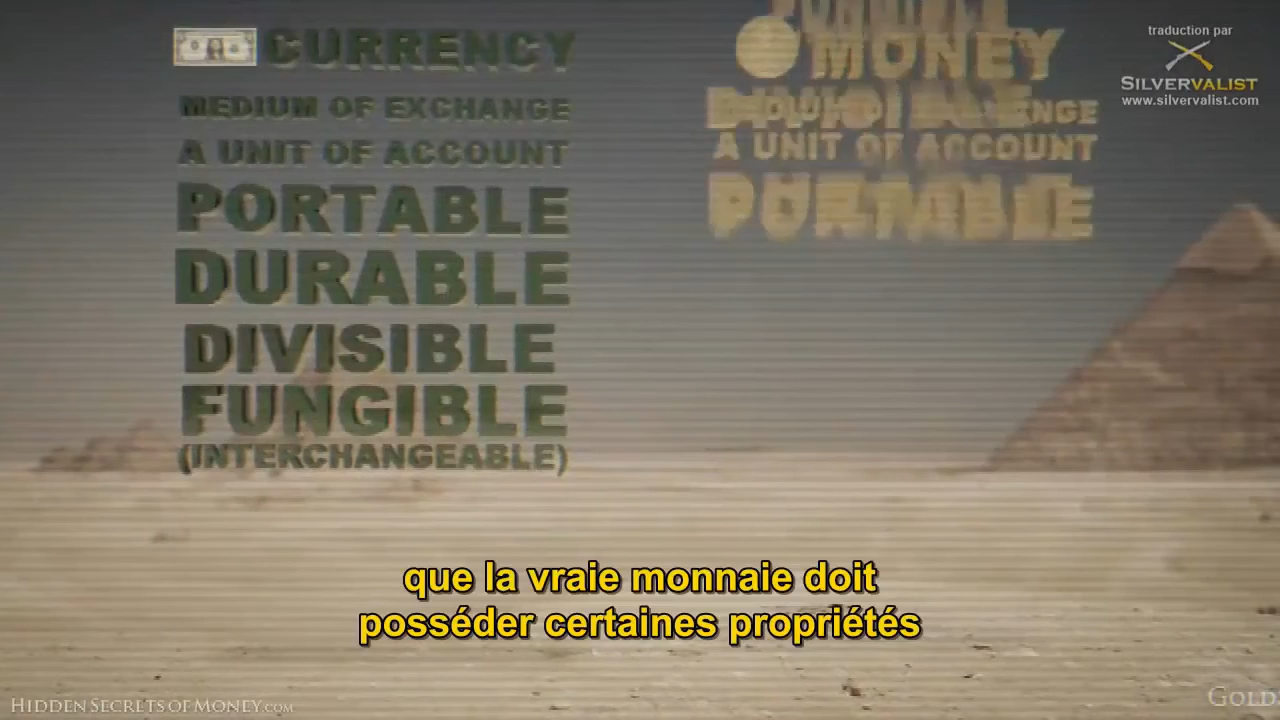 CURRENCY
MEDIUM OF EXCHANGE
A UNIT OF ACCOUNT
PORTABLE
DURABLE
DIVISIBLE
FUNGIBLE
(INTERCHANGEABLE)
MONEY
A UNIT OF ACCOUNT
PORTABLE
traduction par
SILVERVALIST
www.silvervalist.com
que la vraie monnaie doit
posséder certaines propriétés
HIDDEN SECRETS OF MONEY.COM
GOLD